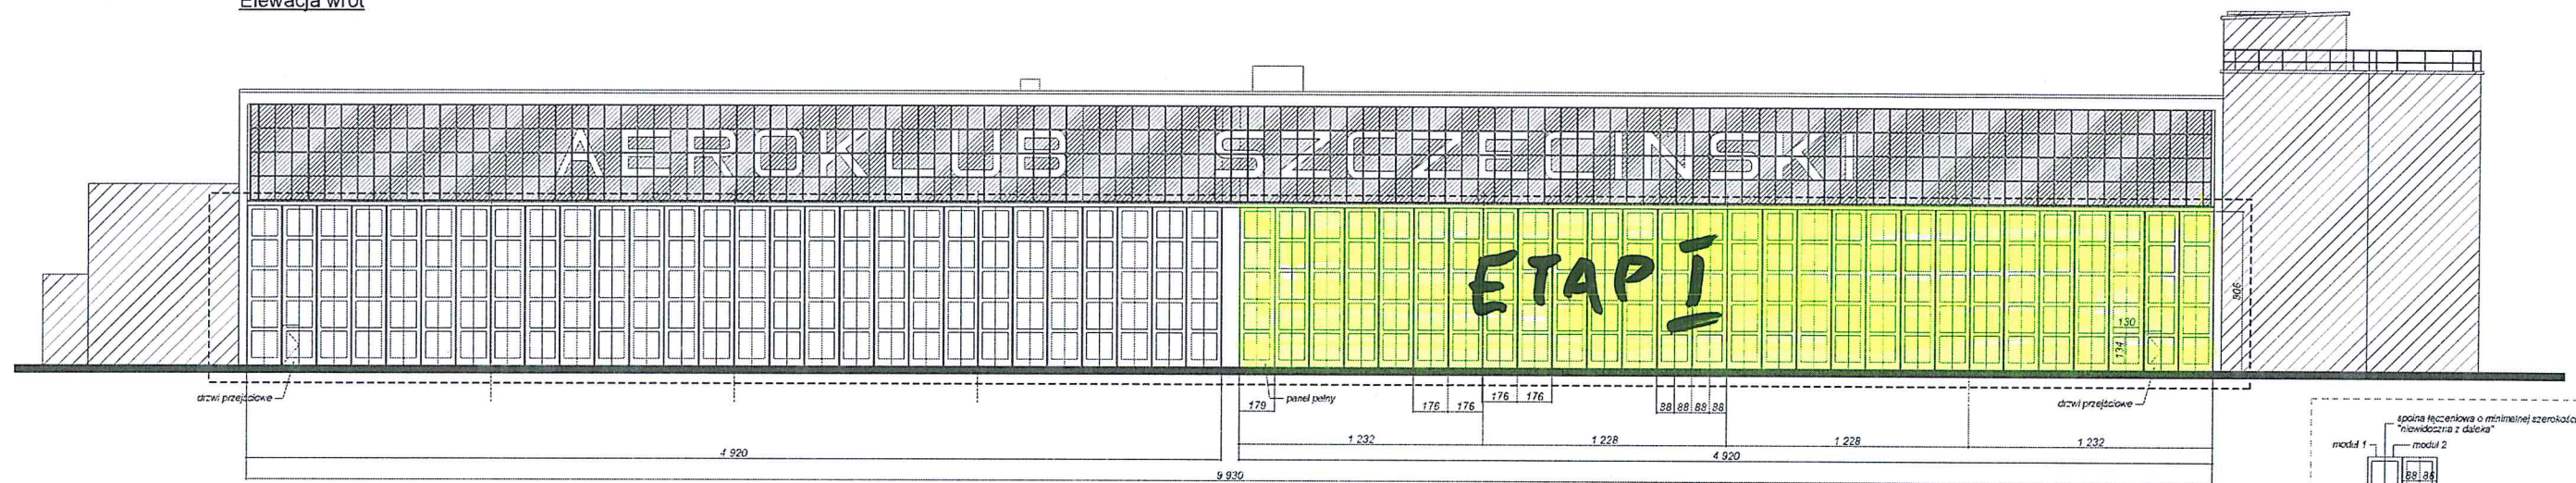 Elewacja wrót
AEROKLUB SZCZECINSKI
ETAP I
806
130
134
drzwi przejściowe
179
panel pełny
176 176
176 176
88 88 88 88
drzwi przejściowe
1 232 1 228 1 228 1 232
4 920 4 920
9 930
spoina łączeniowa o minimalnej szerokości
"niewidoczna z daleka"
moduł 1 moduł 2
88 88